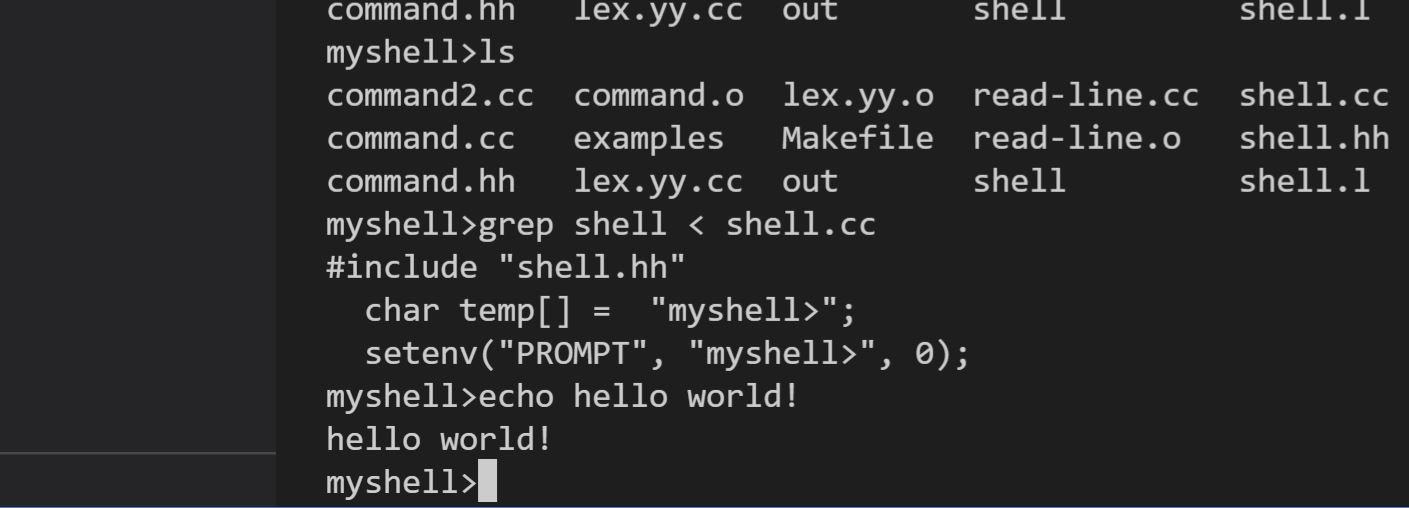 command.hh  lex.yy.cc  out         shell         shell.l
myshell>ls
command2.cc  command.o  lex.yy.o  read-line.cc  shell.cc
command.cc   examples   Makefile  read-line.o   shell.hh
command.hh   lex.yy.cc  out       shell         shell.l
myshell>grep shell < shell.cc
#include "shell.hh"
  char temp[] =  "myshell>";
  setenv("PROMPT", "myshell>", 0);
myshell>echo hello world!
hello world!
myshell>